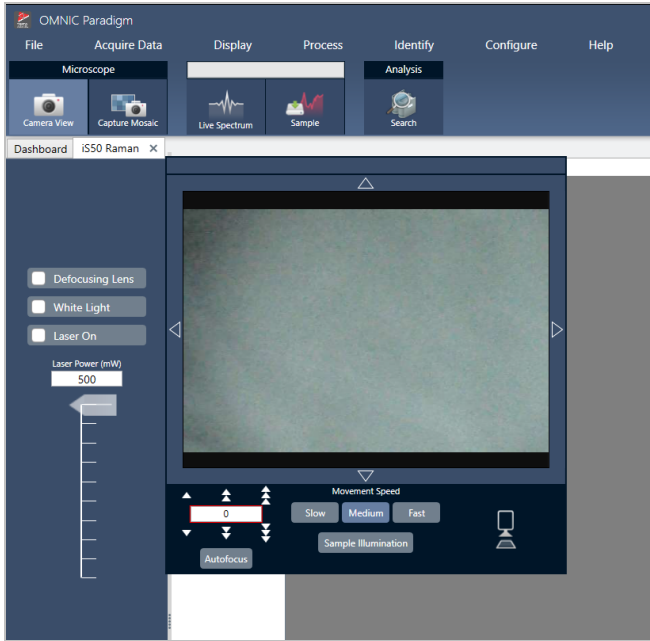 OMNIC Paradigm
File Acquire Data Display Process Identify Configure Help
Microscope Analysis
Camera View Capture Mosaic Live Spectrum Sample Search
Dashboard iS50 Raman ×
Defocusing Lens
White Light
Laser On
Laser Power (mW)
500
Movement Speed
0 Slow Medium Fast
Sample Illumination
Autofocus